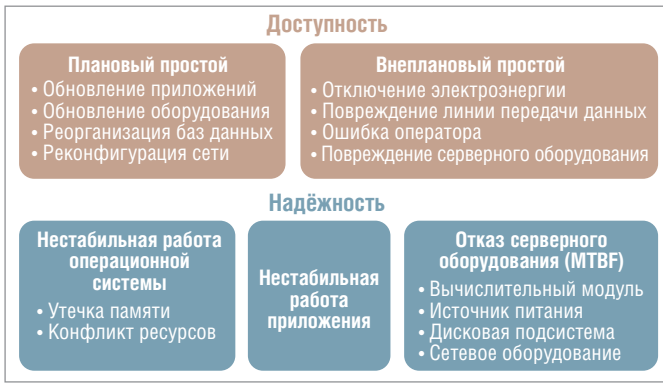 Доступность
Плановый простой
• Обновление приложений
• Обновление оборудования
• Реорганизация баз данных
• Реконфигурация сети
Внеплановый простой
• Отключение электроэнергии
• Повреждение линии передачи данных
• Ошибка оператора
• Повреждение серверного оборудования
Надёжность
Нестабильная работа
операционной
системы
• Утечка памяти
• Конфликт ресурсов
Нестабильная
работа
приложения
Отказ серверного
оборудования (MTBF)
• Вычислительный модуль
• Источник питания
• Дисковая подсистема
• Сетевое оборудование